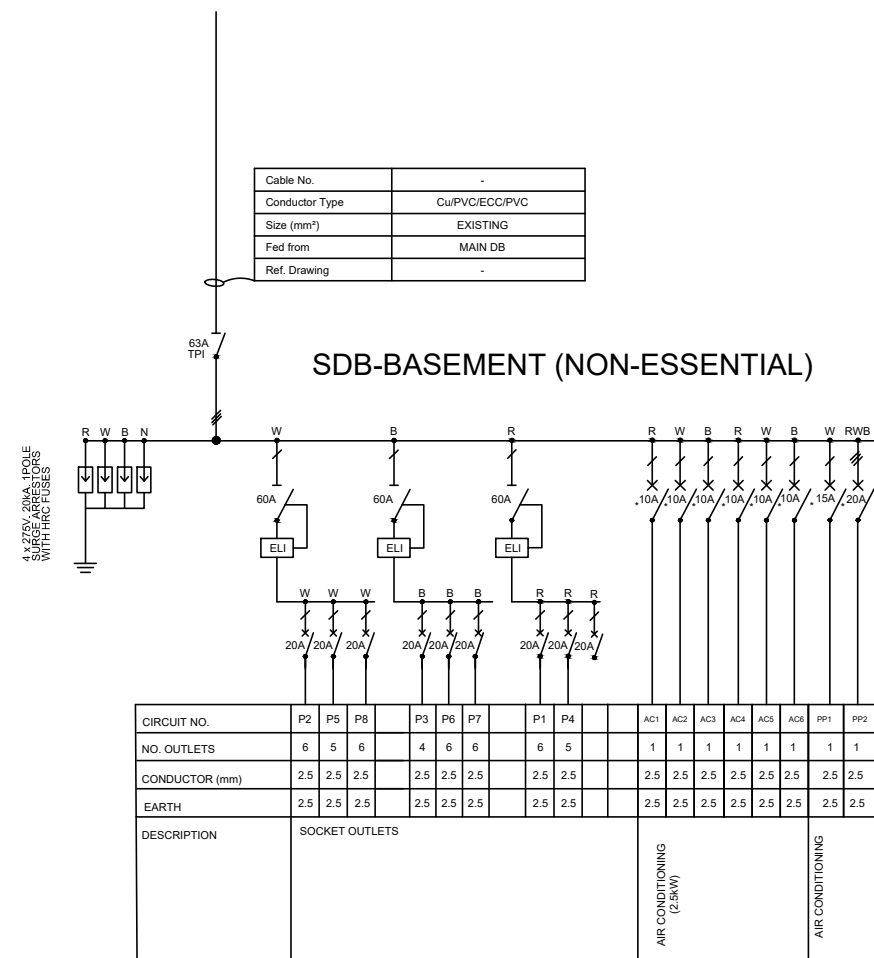 Cable No. -
Conductor Type Cu/PVC/ECC/PVC
Size (mm²) EXISTING
Fed from MAIN DB
Ref. Drawing -
63A
TPI
SDB-BASEMENT (NON-ESSENTIAL)
R W B N W B R R W B R W B W RWB
4 x 275V, 20kA, 1POLE
SURGE ARRESTORS
WITH HRC FUSES
60A 60A 60A *10A *10A *10A *10A *10A *10A *15A *20A
ELI ELI ELI
W W W B B B R R R
20A 20A 20A 20A 20A 20A 20A 20A 20A
CIRCUIT NO. P2 P5 P8 P3 P6 P7 P1 P4 AC1 AC2 AC3 AC4 AC5 AC6 PP1 PP2
NO. OUTLETS 6 5 6 4 6 6 6 5 1 1 1 1 1 1 1 1
CONDUCTOR (mm) 2.5 2.5 2.5 2.5 2.5 2.5 2.5 2.5 2.5 2.5 2.5 2.5 2.5 2.5 2.5 2.5
EARTH 2.5 2.5 2.5 2.5 2.5 2.5 2.5 2.5 2.5 2.5 2.5 2.5 2.5 2.5 2.5 2.5
DESCRIPTION SOCKET OUTLETS
AIR CONDITIONING
(2.5kW)
AIR CONDITIONING